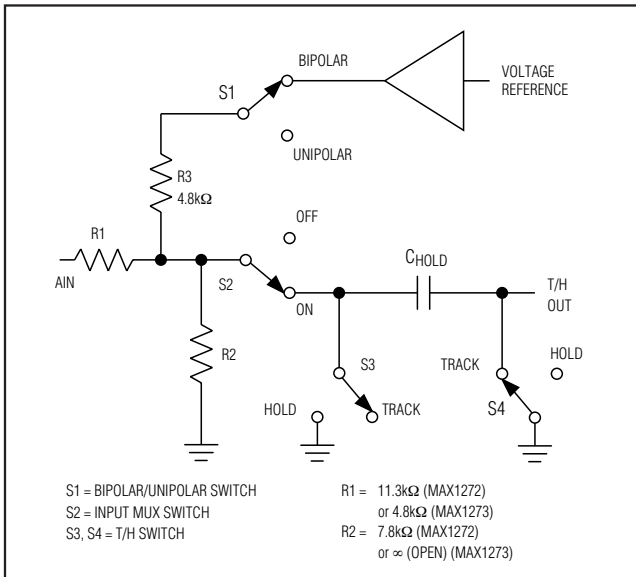 BIPOLAR
VOLTAGE
REFERENCE
S1
UNIPOLAR
R3
4.8kΩ
OFF
R1
AIN
S2
ON
CHOLD
T/H
OUT
R2
S3
TRACK
HOLD
HOLD
TRACK
S4
S1 = BIPOLAR/UNIPOLAR SWITCH
S2 = INPUT MUX SWITCH
S3, S4 = T/H SWITCH
R1 = 11.3kΩ (MAX1272)
or 4.8kΩ (MAX1273)
R2 = 7.8kΩ (MAX1272)
or ∞ (OPEN) (MAX1273)